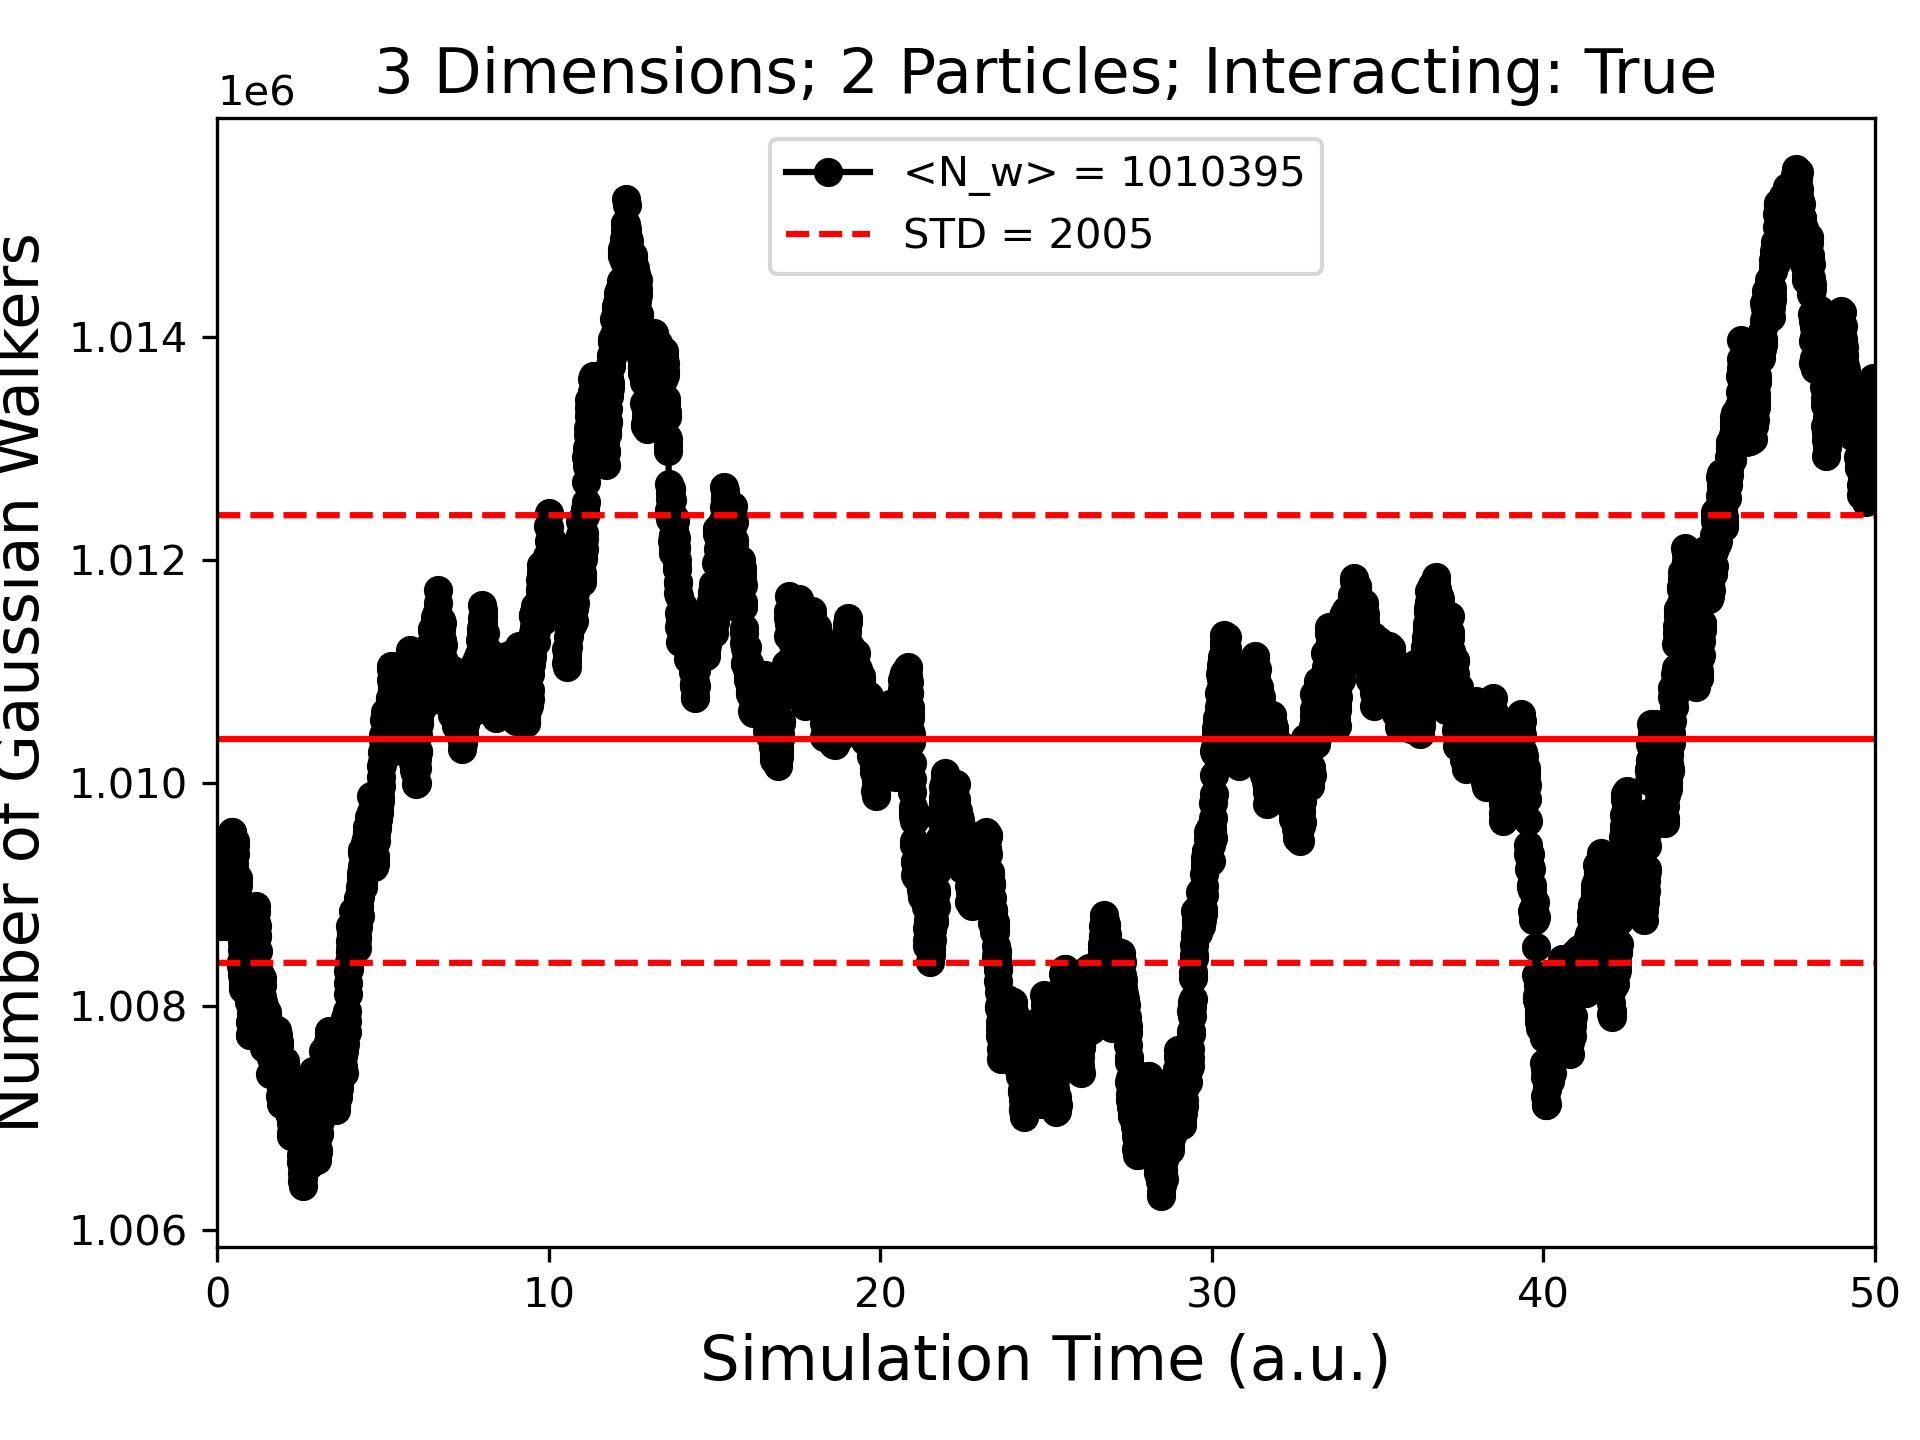 3 Dimensions; 2 Particles; Interacting: True
1e6
<N_w> = 1010395
STD = 2005
Number of Gaussian Walkers
1.014
1.012
1.010
1.008
1.006
0 10 20 30 40 50
Simulation Time (a.u.)